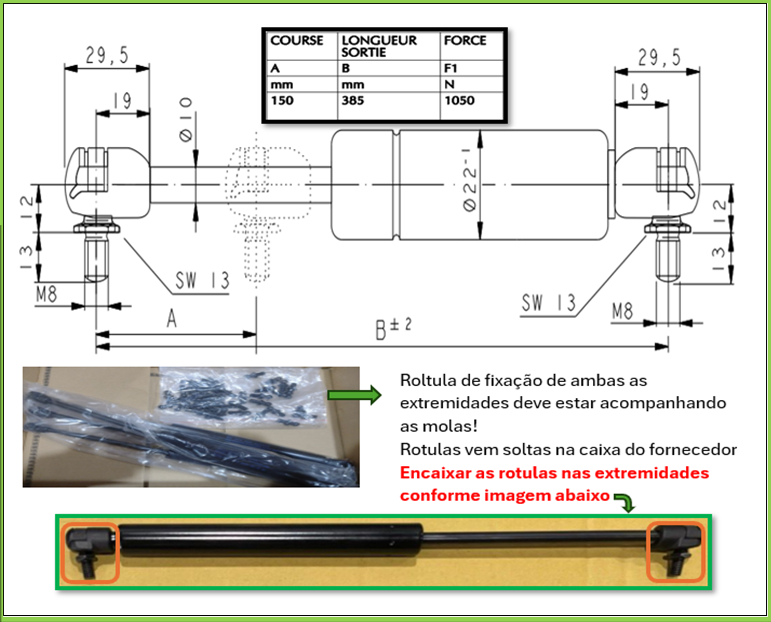 COURSE LONGUEUR SORTIE FORCE
A B F1
mm mm N
150 385 1050
29,5
29,5
19
19
Ø10
Ø22⁻¹
12
12
13
13
SW 13
SW 13
M8
M8
A
B±2
Roltula de fixação de ambas as
extremidades deve estar acompanhando
as molas!
Rotulas vem soltas na caixa do fornecedor
Encaixar as rotulas nas extremidades
conforme imagem abaixo